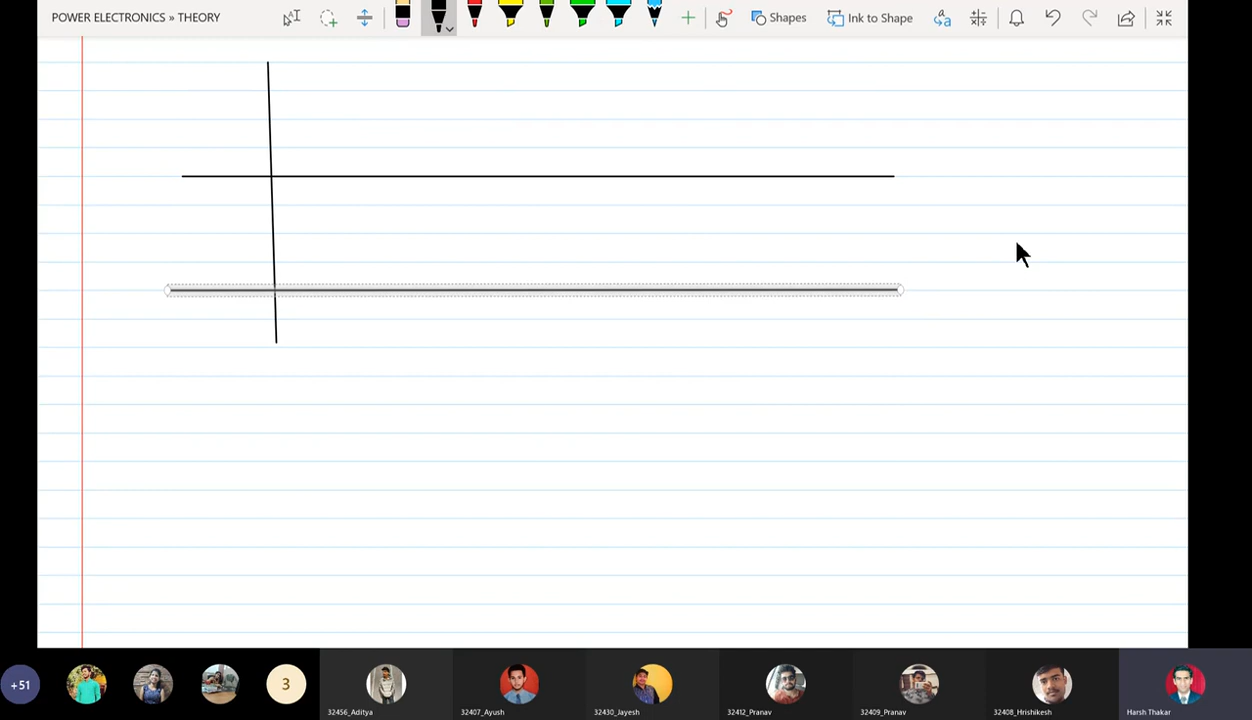 POWER ELECTRONICS » THEORY
Shapes
Ink to Shape
+51
3
32456_Aditya
32407_Ayush
32430_Jayesh
32412_Pranav
32409_Pranav
32408_Hrishikesh
Harsh Thakar